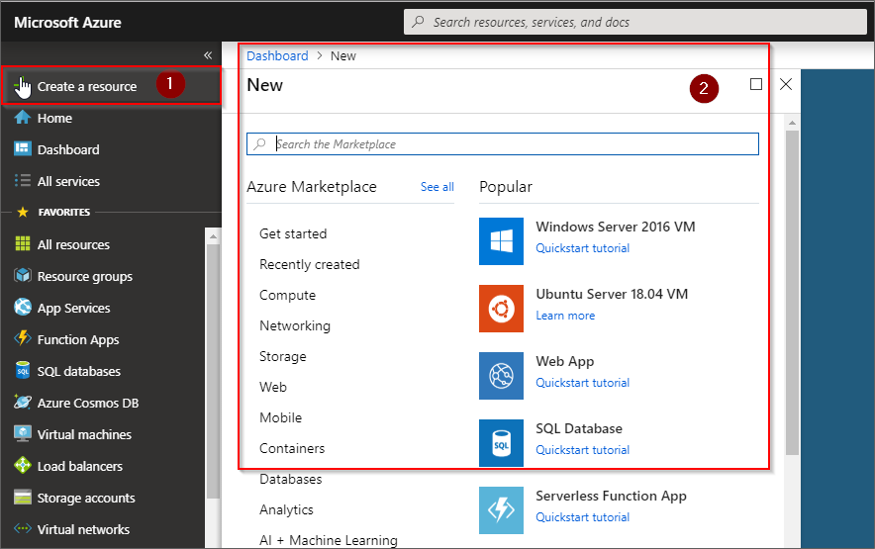 Microsoft Azure
Search resources, services, and docs
«
Create a resource
1
Home
Dashboard
All services
FAVORITES
All resources
Resource groups
App Services
Function Apps
SQL databases
Azure Cosmos DB
Virtual machines
Load balancers
Storage accounts
Virtual networks
Dashboard > New
New
2
Search the Marketplace
Azure Marketplace
See all
Get started
Recently created
Compute
Networking
Storage
Web
Mobile
Containers
Databases
Analytics
AI + Machine Learning
Popular
Windows Server 2016 VM
Quickstart tutorial
Ubuntu Server 18.04 VM
Learn more
Web App
Quickstart tutorial
SQL
SQL Database
Quickstart tutorial
Serverless Function App
Quickstart tutorial